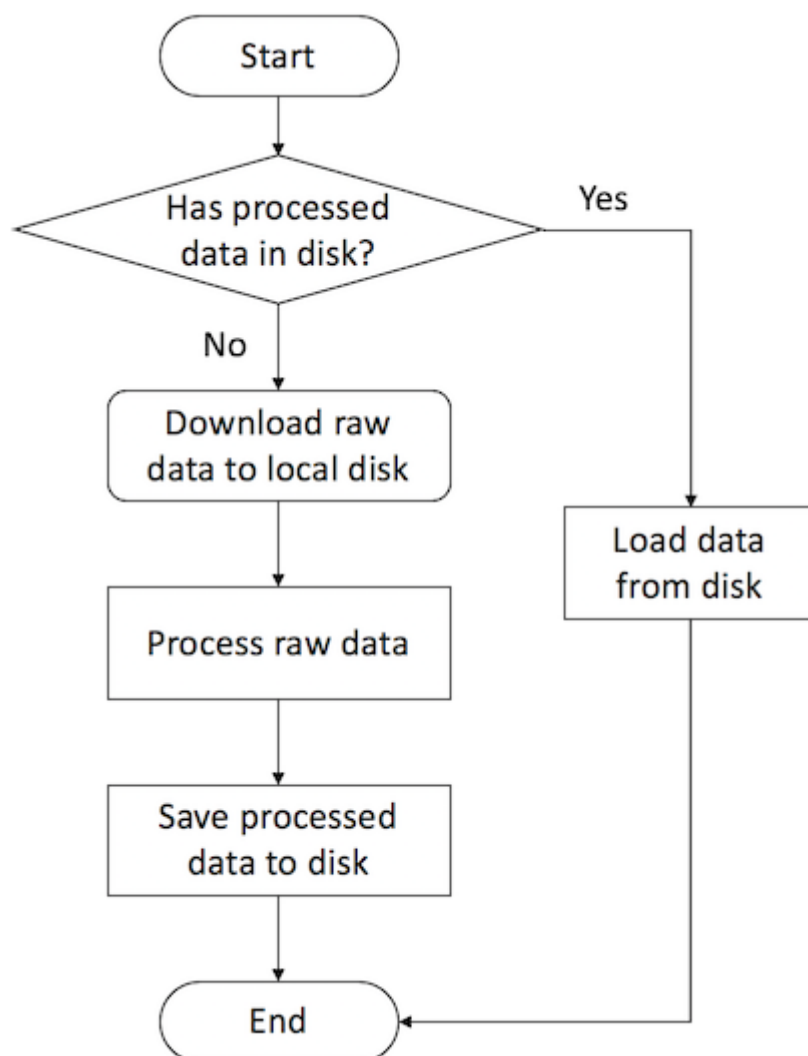 Start
Has processed
data in disk?
Yes
No
Download raw
data to local disk
Load data
from disk
Process raw data
Save processed
data to disk
End